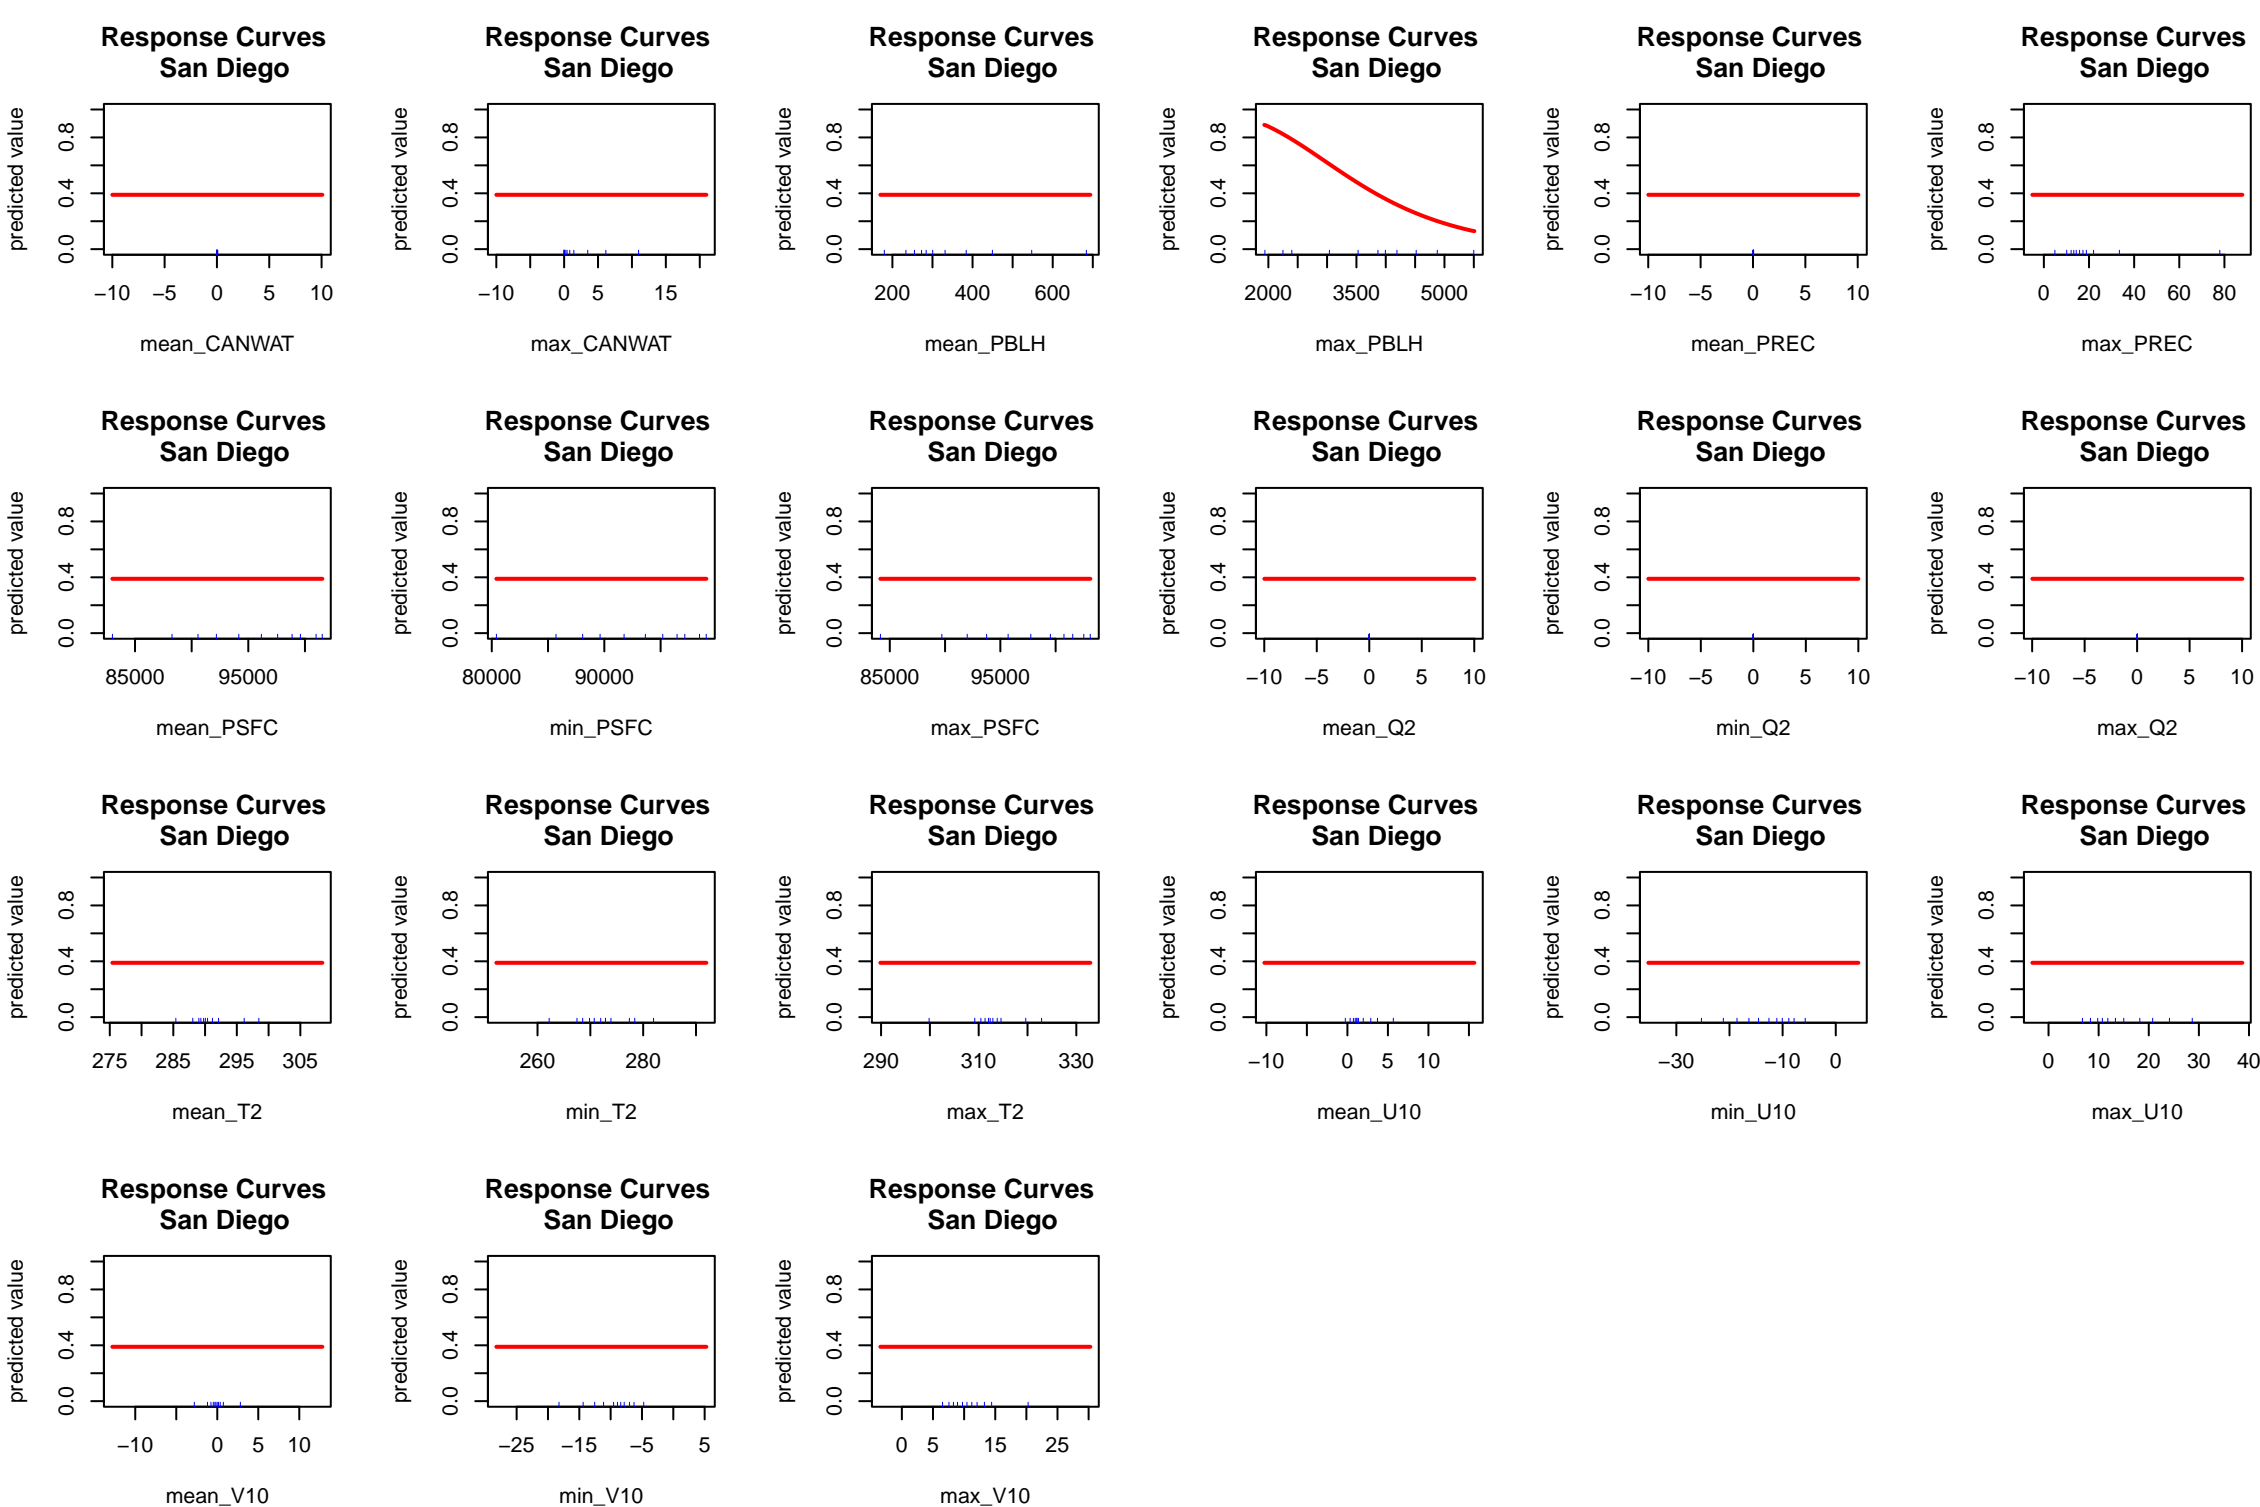 Response Curves
San Diego
predicted value
0.0 0.4 0.8
−10 −5 0 5 10
mean_CANWAT
Response Curves
San Diego
predicted value
0.0 0.4 0.8
−10 0 5 15
max_CANWAT
Response Curves
San Diego
predicted value
0.0 0.4 0.8
200 400 600
mean_PBLH
Response Curves
San Diego
predicted value
0.0 0.4 0.8
2000 3500 5000
max_PBLH
Response Curves
San Diego
predicted value
0.0 0.4 0.8
−10 −5 0 5 10
mean_PREC
Response Curves
San Diego
predicted value
0.0 0.4 0.8
0 20 40 60 80
max_PREC
Response Curves
San Diego
predicted value
0.0 0.4 0.8
85000 95000
mean_PSFC
Response Curves
San Diego
predicted value
0.0 0.4 0.8
80000 90000
min_PSFC
Response Curves
San Diego
predicted value
0.0 0.4 0.8
85000 95000
max_PSFC
Response Curves
San Diego
predicted value
0.0 0.4 0.8
−10 −5 0 5 10
mean_Q2
Response Curves
San Diego
predicted value
0.0 0.4 0.8
−10 −5 0 5 10
min_Q2
Response Curves
San Diego
predicted value
0.0 0.4 0.8
−10 −5 0 5 10
max_Q2
Response Curves
San Diego
predicted value
0.0 0.4 0.8
275 285 295 305
mean_T2
Response Curves
San Diego
predicted value
0.0 0.4 0.8
260 280
min_T2
Response Curves
San Diego
predicted value
0.0 0.4 0.8
290 310 330
max_T2
Response Curves
San Diego
predicted value
0.0 0.4 0.8
−10 0 5 10
mean_U10
Response Curves
San Diego
predicted value
0.0 0.4 0.8
−30 −10 0
min_U10
Response Curves
San Diego
predicted value
0.0 0.4 0.8
0 10 20 30 40
max_U10
Response Curves
San Diego
predicted value
0.0 0.4 0.8
−10 0 5 10
mean_V10
Response Curves
San Diego
predicted value
0.0 0.4 0.8
−25 −15 −5 5
min_V10
Response Curves
San Diego
predicted value
0.0 0.4 0.8
0 5 15 25
max_V10